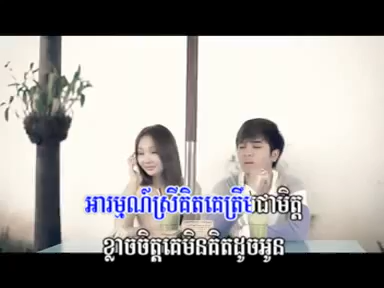 អារម្មណ៍ស្រីគិតគេត្រឹមជាមិត្ត
ខ្លាចចិត្តគេមិនគិតដូចអូន